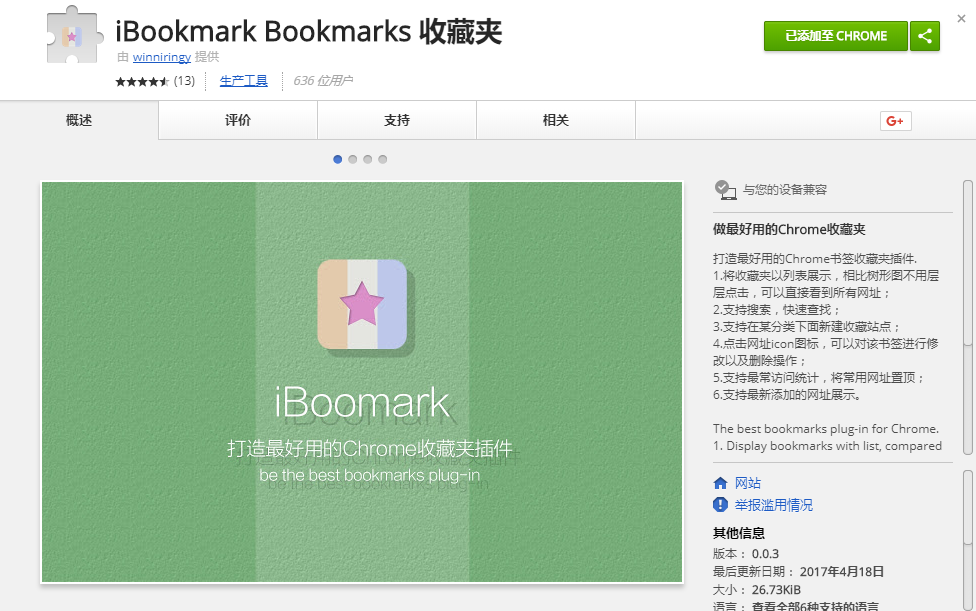 iBookmark Bookmarks 收藏夹
由 winniringy 提供
(13)
生产工具
636 位用户
已添加至 CHROME
概述
评价
支持
相关
G+
iBoomark
打造最好用的Chrome收藏夹插件
be the best bookmarks plug-in
与您的设备兼容
做最好用的Chrome收藏夹
打造最好用的Chrome书签收藏夹插件.
1.将收藏夹以列表展示，相比树形图不用层
层点击，可以直接看到所有网址；
2.支持搜索，快速查找；
3.支持在某分类下面新建收藏站点；
4.点击网址icon图标，可以对该书签进行修
改以及删除操作；
5.支持最常访问统计，将常用网址置顶；
6.支持最新添加的网址展示。
The best bookmarks plug-in for Chrome.
1. Display bookmarks with list, compared
网站
举报滥用情况
其他信息
版本： 0.0.3
最后更新日期： 2017年4月18日
大小： 26.73KiB
语言： 查看全部6种支持的语言